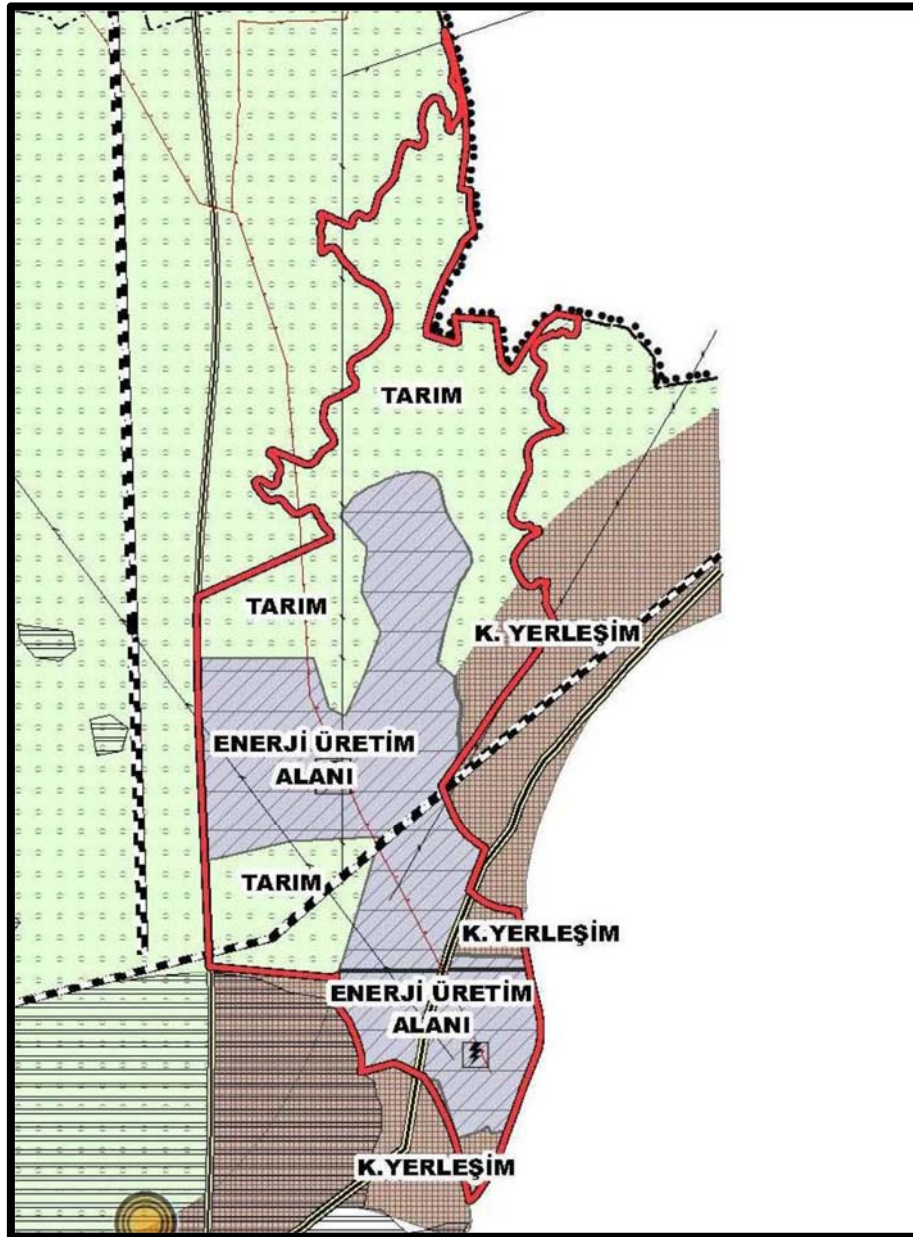 TARIM
TARIM
K. YERLEŞİM
ENERJİ ÜRETİM
ALANI
TARIM
K.YERLEŞİM
ENERJİ ÜRETİM
ALANI
K.YERLEŞİM